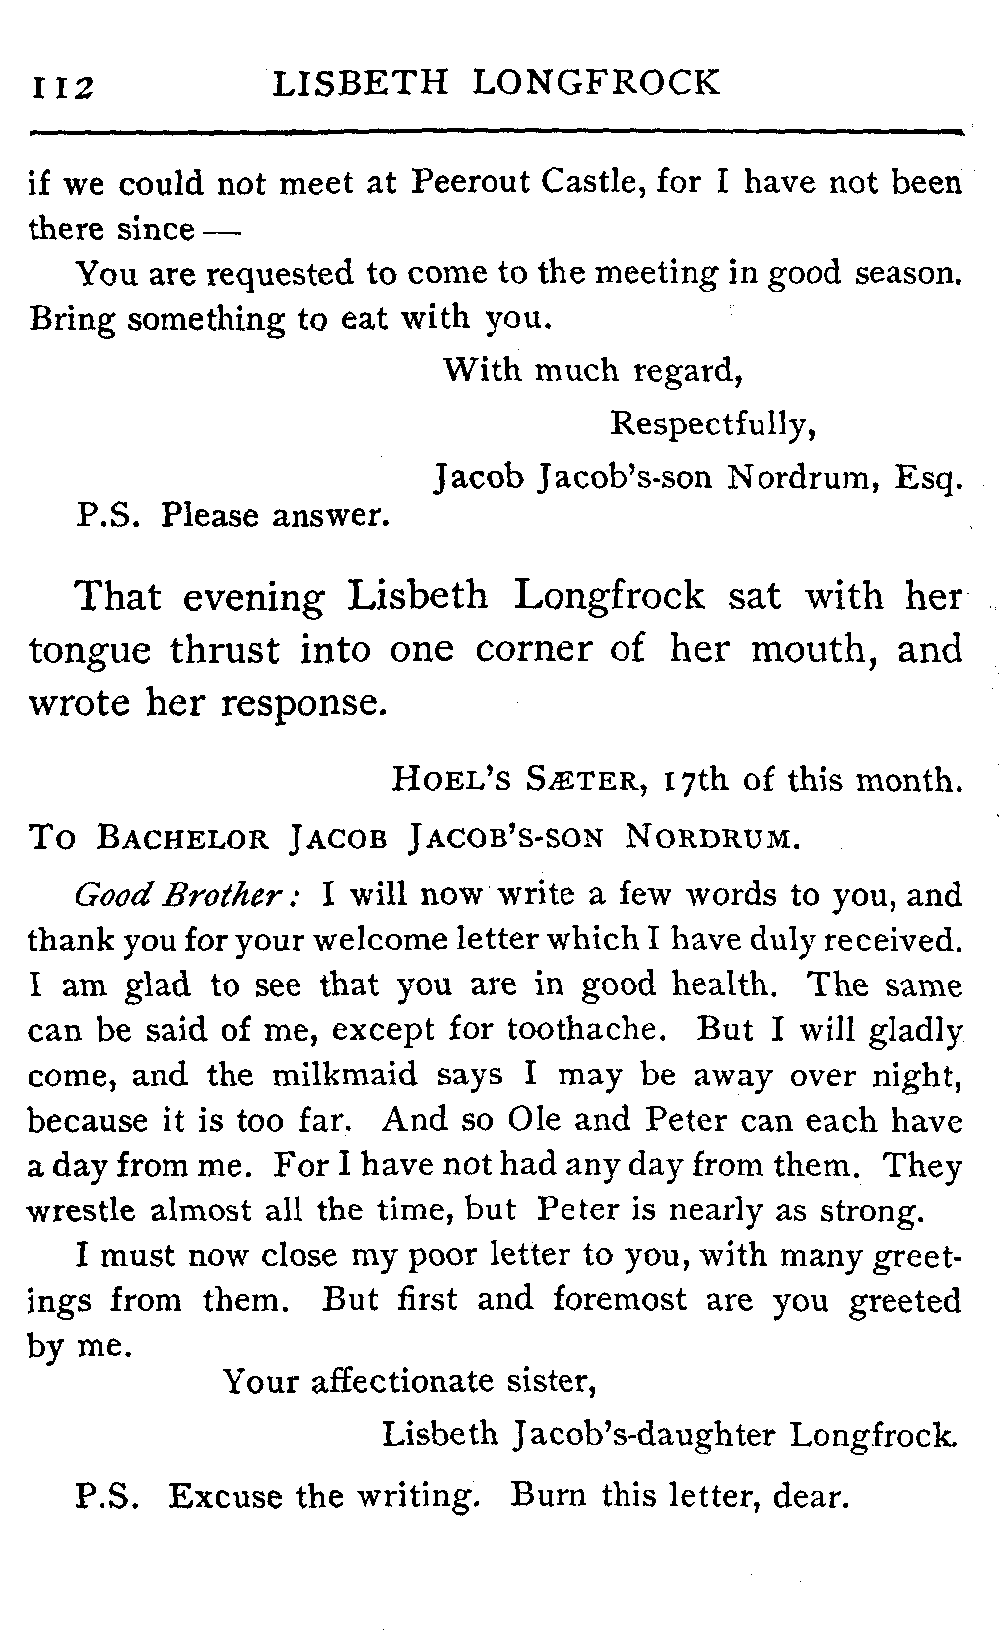 112 LISBETH LONGFROCK
if we could not meet at Peerout Castle, for I have not been
there since —
You are requested to come to the meeting in good season.
Bring something to eat with you.
With much regard,
Respectfully,
Jacob Jacob's-son Nordrum, Esq.
P.S. Please answer.
That evening Lisbeth Longfrock sat with her
tongue thrust into one corner of her mouth, and
wrote her response.
HOEL'S SÆTER, 17th of this month.
TO BACHELOR JACOB JACOB'S-SON NORDRUM.
Good Brother: I will now write a few words to you, and
thank you for your welcome letter which I have duly received.
I am glad to see that you are in good health. The same
can be said of me, except for toothache. But I will gladly
come, and the milkmaid says I may be away over night,
because it is too far. And so Ole and Peter can each have
a day from me. For I have not had any day from them. They
wrestle almost all the time, but Peter is nearly as strong.
I must now close my poor letter to you, with many greet-
ings from them. But first and foremost are you greeted
by me.
Your affectionate sister,
Lisbeth Jacob's-daughter Longfrock.
P.S. Excuse the writing. Burn this letter, dear.